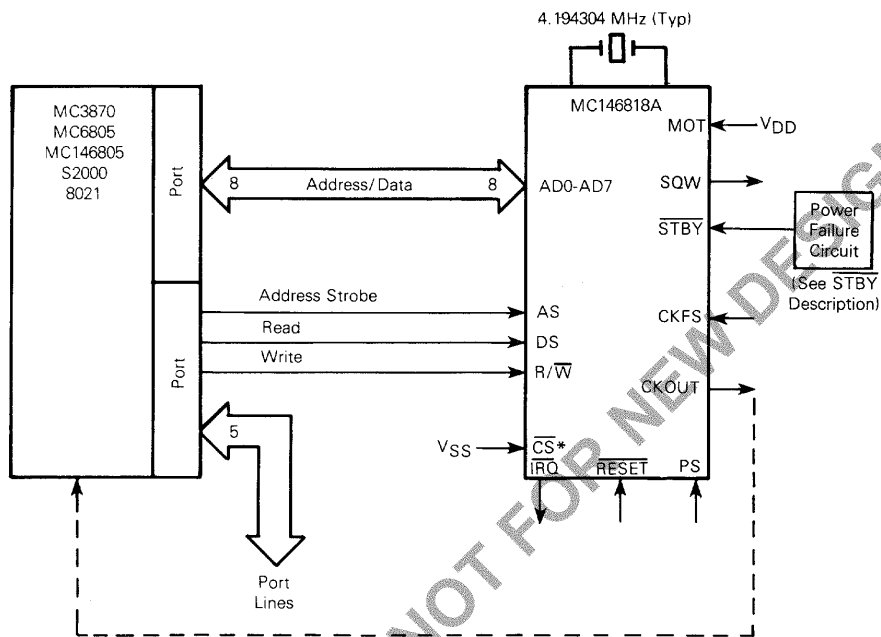 4.194304 MHz (Typ)
MC3870
MC6805
MC146805
S2000
8021
Port
8 Address/Data 8
MC146818A
MOT
VDD
AD0-AD7
SQW
STBY
Power
Failure
Circuit
(See STBY
Description)
Address Strobe
AS
Read
DS
Write
R/W
CKFS
CKOUT
Port
5
VSS
CS*
IRQ
RESET
PS
Port
Lines
NOT FOR NEW DESIGN